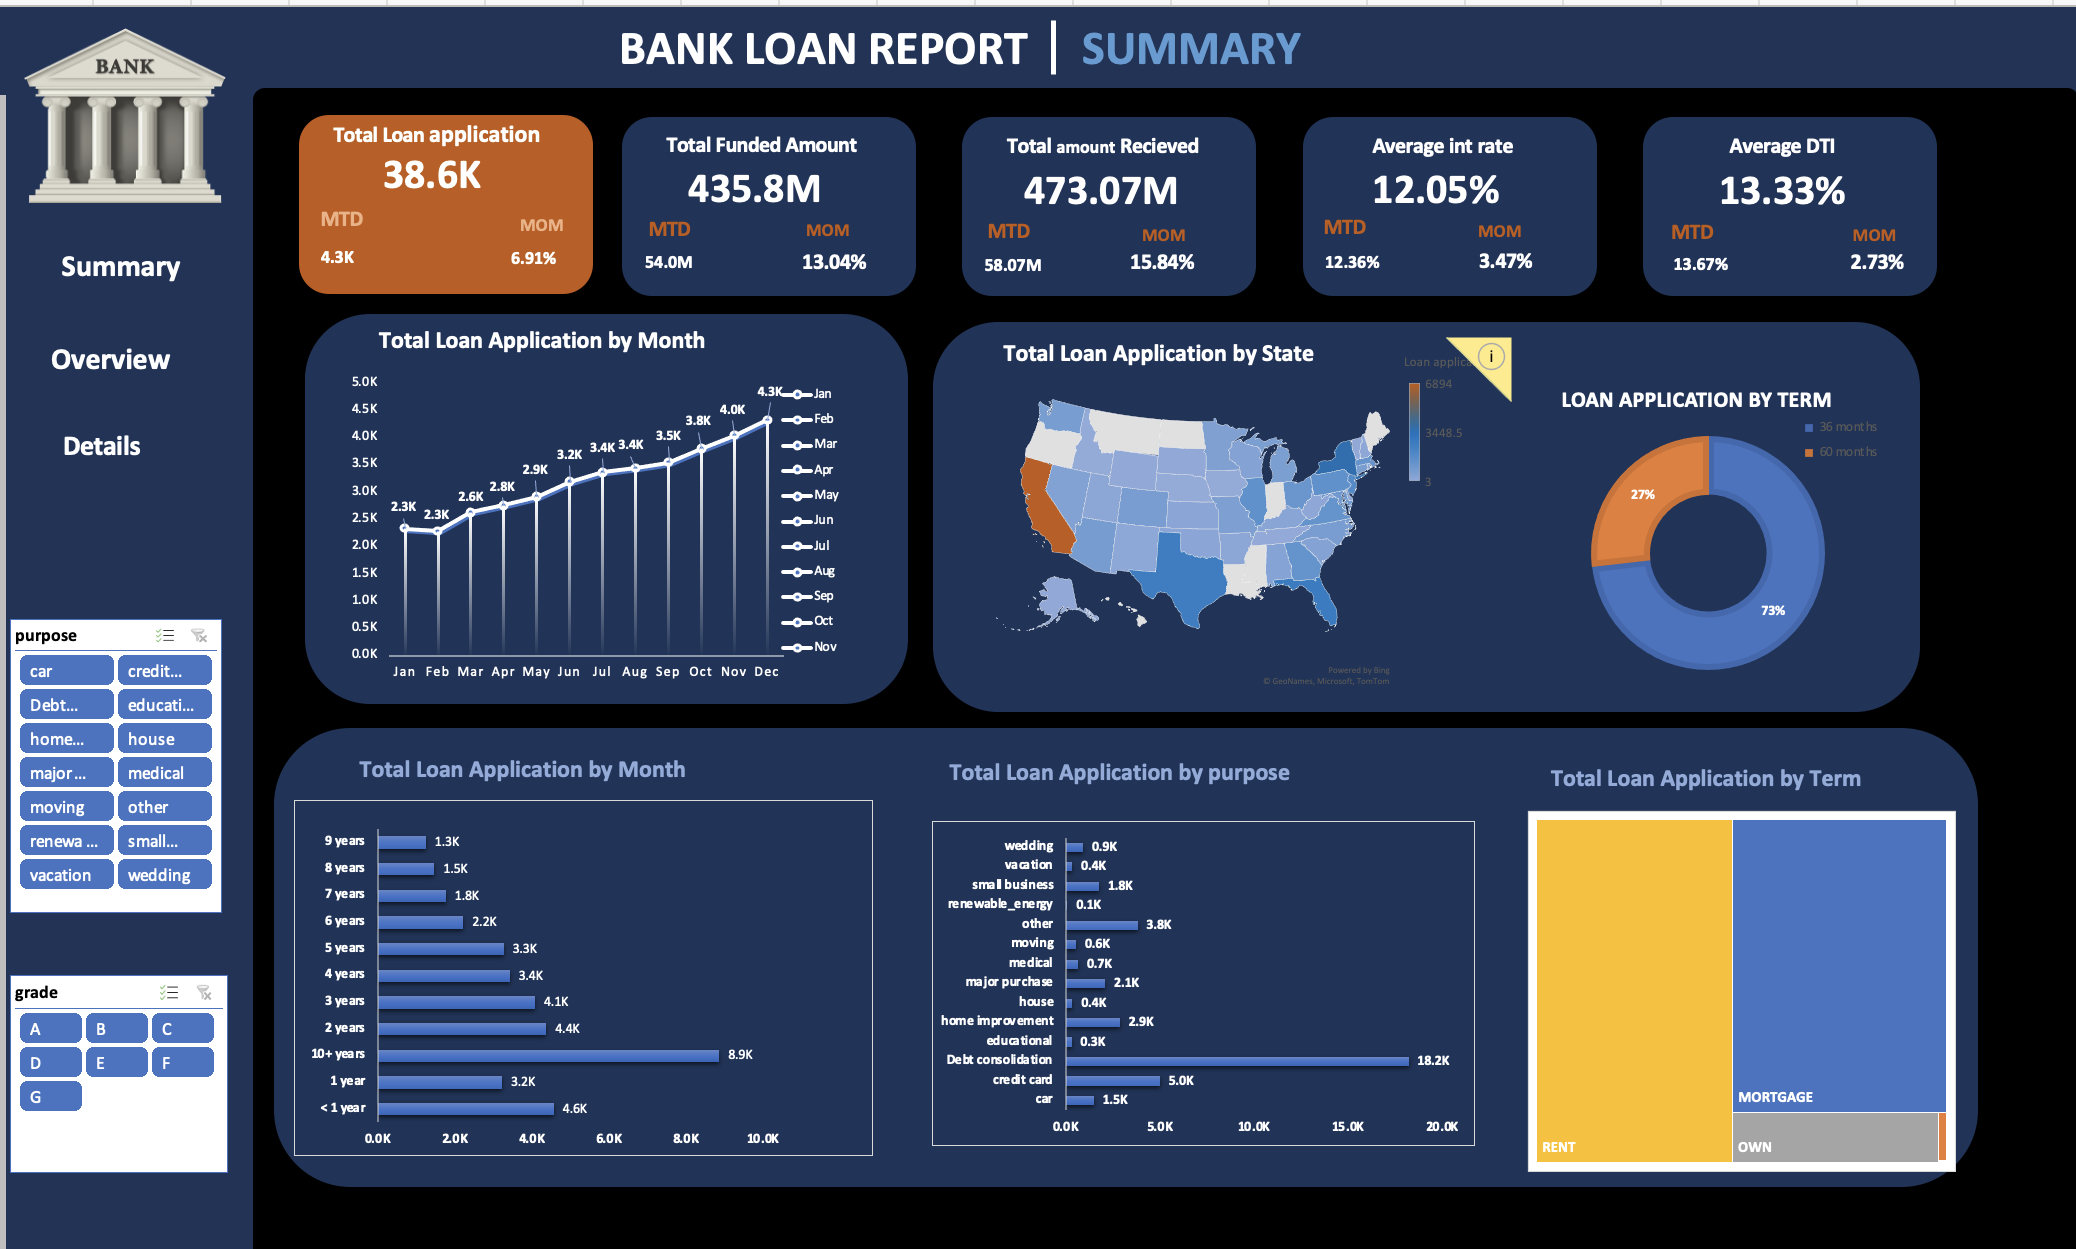 BANK LOAN REPORT | SUMMARY
BANK
Summary
Overview
Details
Total Loan application
38.6K
MTD MOM
4.3K 6.91%
Total Funded Amount
435.8M
MTD MOM
54.0M 13.04%
Total amount Recieved
473.07M
MTD MOM
58.07M 15.84%
Average int rate
12.05%
MTD MOM
12.36% 3.47%
Average DTI
13.33%
MTD MOM
13.67% 2.73%
Total Loan Application by Month
5.0K
4.5K
4.0K
3.5K
3.0K
2.5K
2.0K
1.5K
1.0K
0.5K
0.0K
2.3K 2.3K 2.6K 2.8K 2.9K 3.2K 3.4K 3.4K 3.5K 3.8K 4.0K 4.3K
Jan Feb Mar Apr May Jun Jul Aug Sep Oct Nov Dec
Jan
Feb
Mar
Apr
May
Jun
Jul
Aug
Sep
Oct
Nov
Total Loan Application by State
Loan applic
i
6894
3448.5
3
Powered by Bing
© GeoNames, Microsoft, TomTom
LOAN APPLICATION BY TERM
36 months
60 months
27%
73%
purpose
car credit...
Debt... educati...
home... house
major ... medical
moving other
renewa ... small...
vacation wedding
grade
A B C
D E F
G
Total Loan Application by Month
9 years 1.3K
8 years 1.5K
7 years 1.8K
6 years 2.2K
5 years 3.3K
4 years 3.4K
3 years 4.1K
2 years 4.4K
10+ years 8.9K
1 year 3.2K
< 1 year 4.6K
0.0K 2.0K 4.0K 6.0K 8.0K 10.0K
Total Loan Application by purpose
wedding 0.9K
vacation 0.4K
small business 1.8K
renewable_energy 0.1K
other 3.8K
moving 0.6K
medical 0.7K
major purchase 2.1K
house 0.4K
home improvement 2.9K
educational 0.3K
Debt consolidation 18.2K
credit card 5.0K
car 1.5K
0.0K 5.0K 10.0K 15.0K 20.0K
Total Loan Application by Term
MORTGAGE
RENT OWN